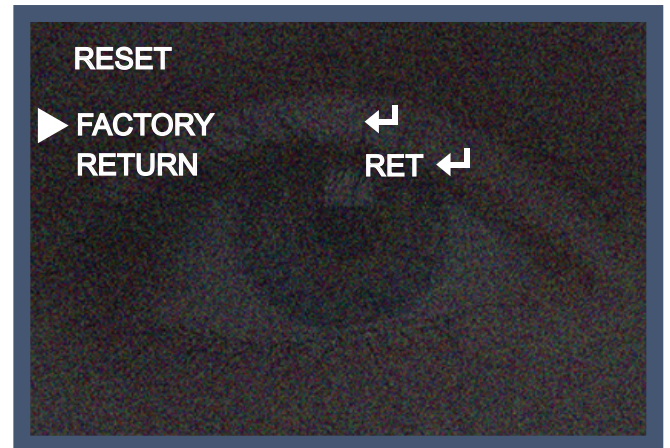 RESET
FACTORY ↵
RETURN RET ↵